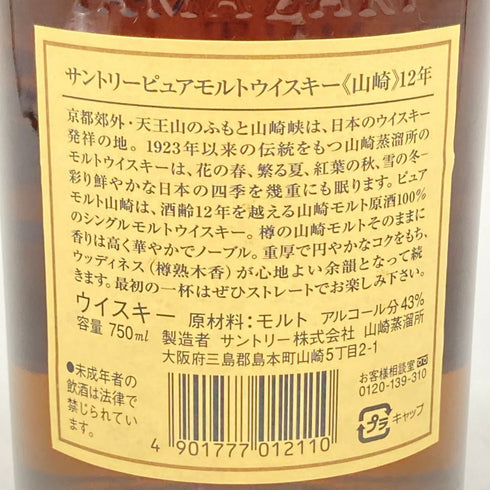 サントリーピュアモルトウイスキー《山崎》12年
京都郊外・天王山のふもと山崎峡は、日本のウイスキー
発祥の地。1923年以来の伝統をもつ山崎蒸溜所の
モルトウイスキーは、花の春、繁る夏、紅葉の秋、雪の冬–
彩り鮮やかな日本の四季を幾重にも眠ります。ピュア
モルト山崎は、酒齢12年を越える山崎モルト原酒100%
のシングルモルトウイスキー。樽の山崎モルトそのままに
香りは高く華やかでノーブル。重厚で円やかなコクをもち、
ウッディネス(樽熟木香)が心地よい余韻となって続
きます。最初の一杯はぜひストレートでお楽しみ下さい。
ウイスキー 原材料:モルト アルコール分43%
容量 750ml 製造者 サントリー株式会社 山崎蒸溜所
大阪府三島郡島本町山崎5丁目2-1
●未成年者の
飲酒は法律で
禁じられてい
ます。
4 901777 012110
お客様相談室
0120-139-310
プラ キャップ